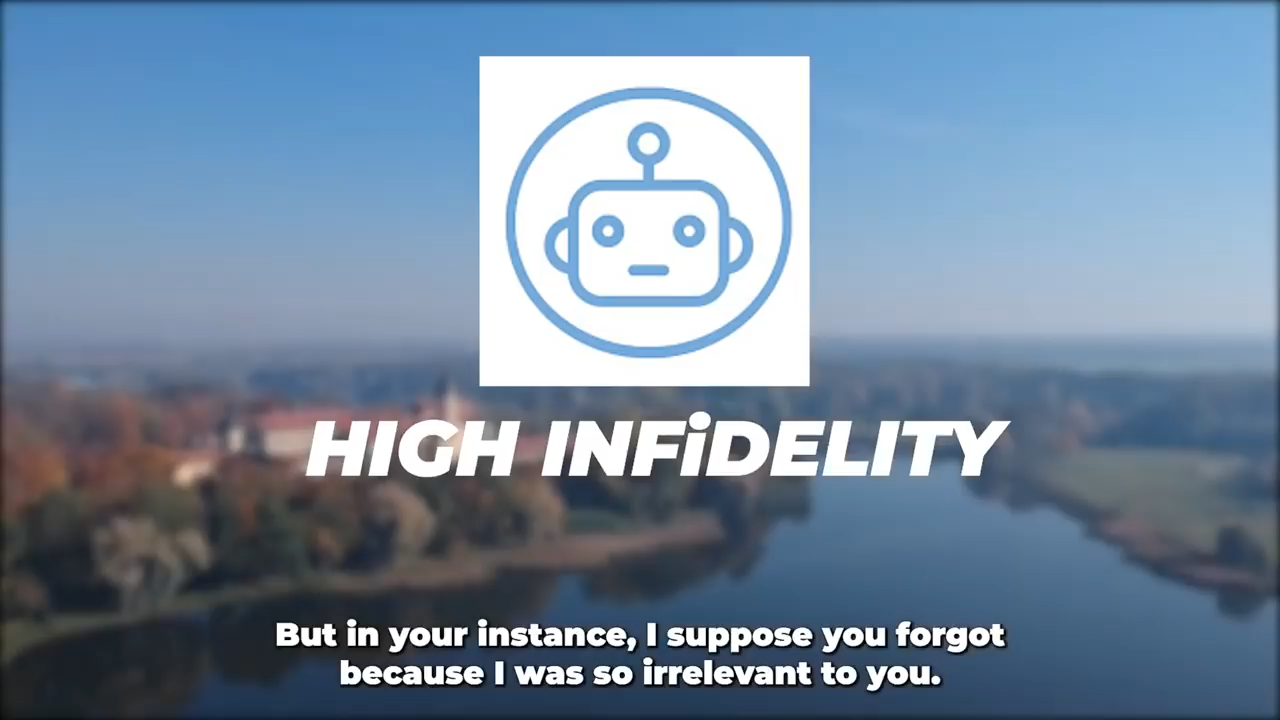 HIGH INFiDELITY
But in your instance, I suppose you forgot
because I was so irrelevant to you.